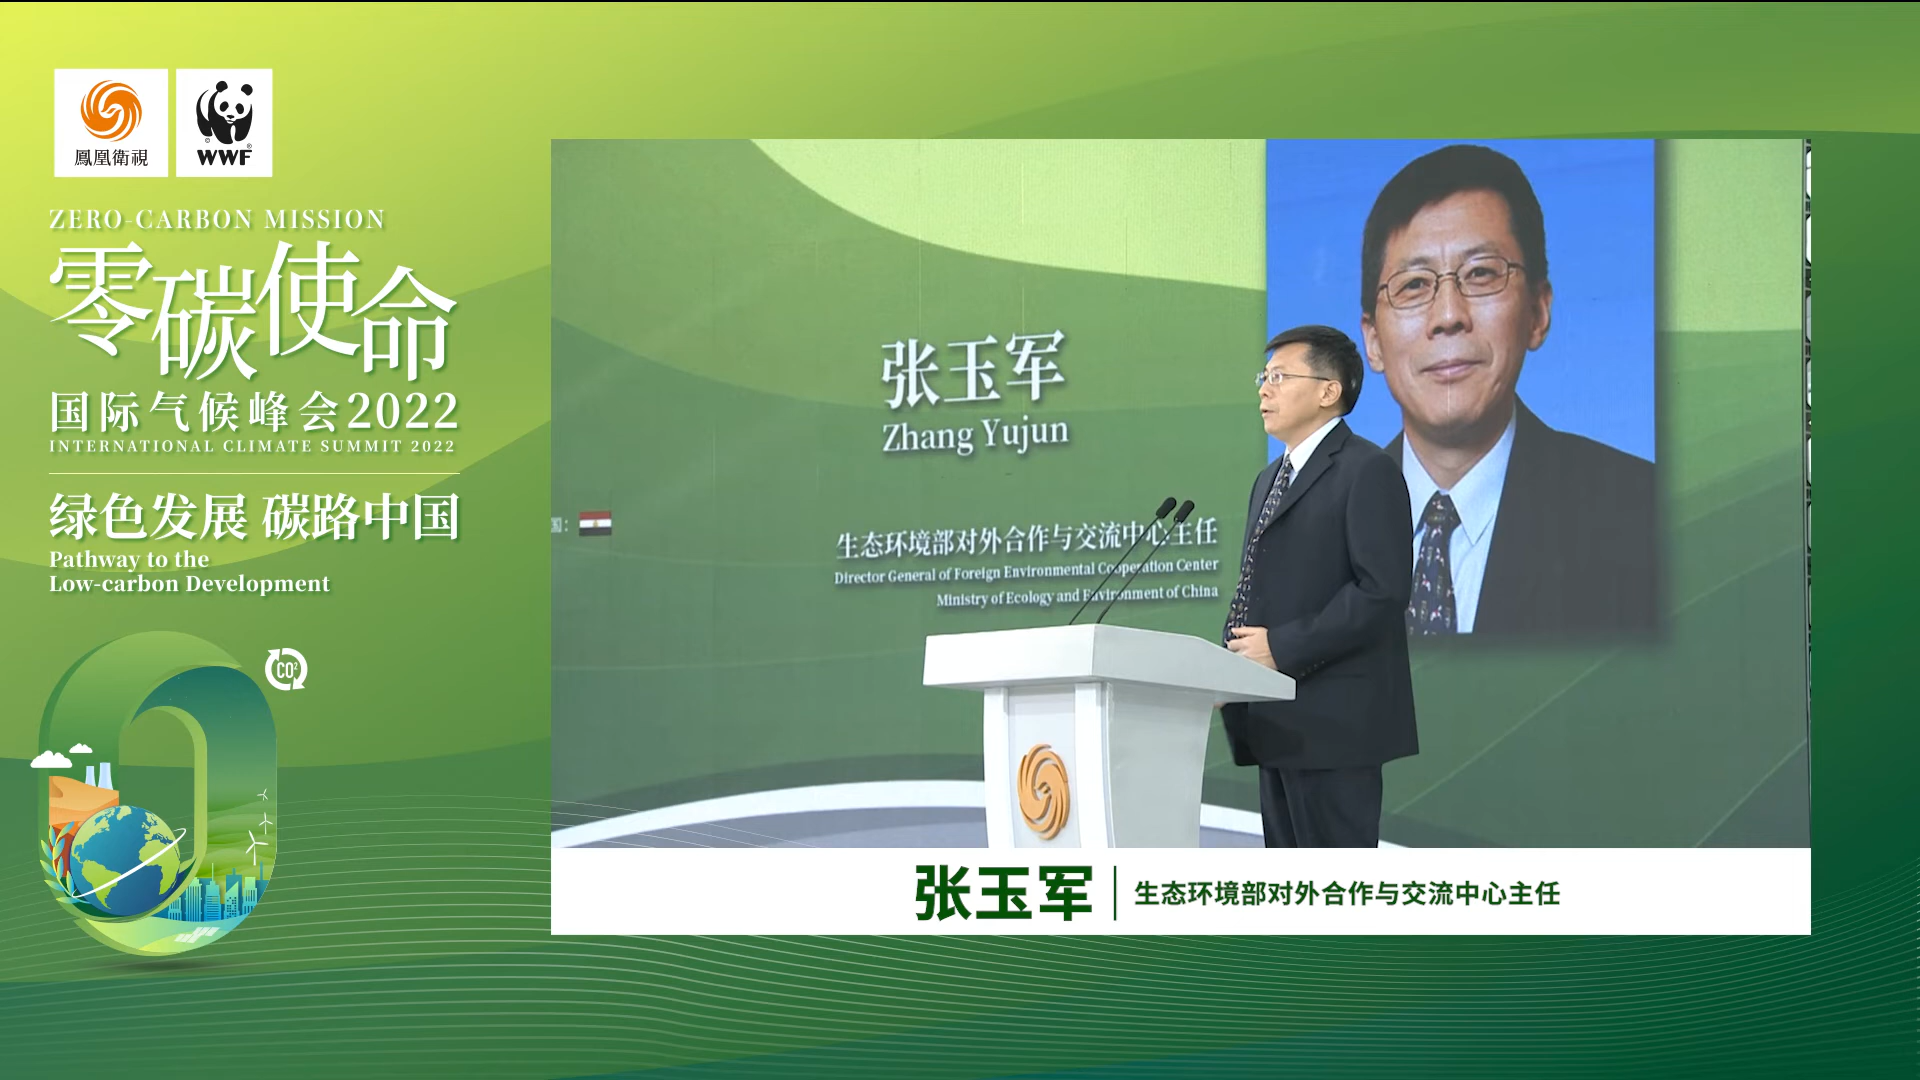 鳳凰衛視
WWF
ZERO-CARBON MISSION
零碳使命
国际气候峰会2022
INTERNATIONAL CLIMATE SUMMIT 2022
绿色发展 碳路中国
Pathway to the
Low-carbon Development
CO²
张玉军
Zhang Yujun
生态环境部对外合作与交流中心主任
Director General of Foreign Environmental Cooperation Center
Ministry of Ecology and Environment of China
张玉军
生态环境部对外合作与交流中心主任